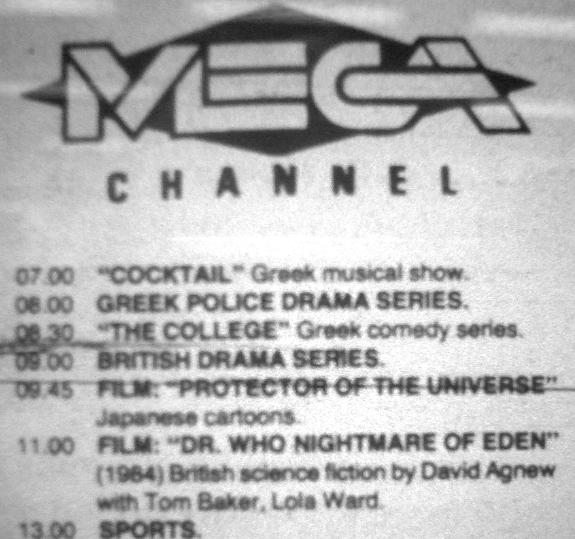 MEGA
CHANNEL
07.00 "COCKTAIL" Greek musical show.
08.00 GREEK POLICE DRAMA SERIES.
08.30 "THE COLLEGE" Greek comedy series.
09.00 BRITISH DRAMA SERIES.
09.45 FILM: "PROTECTOR OF THE UNIVERSE"
Japanese cartoons.
11.00 FILM: "DR. WHO NIGHTMARE OF EDEN"
(1984) British science fiction by David Agnew
with Tom Baker, Lola Ward.
13.00 SPORTS.